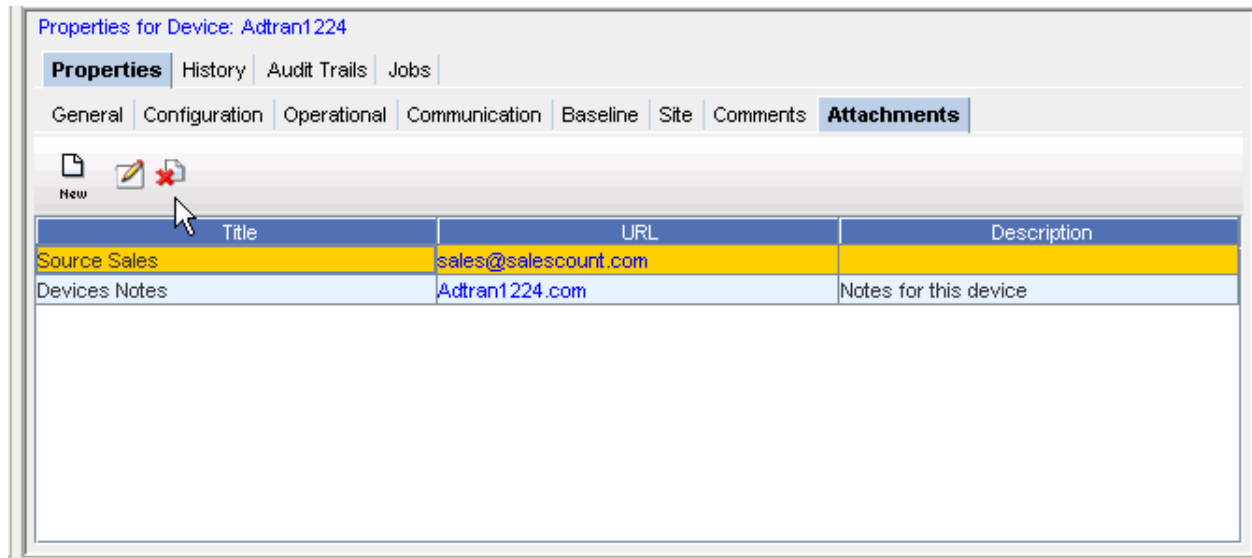 Properties for Device: Adtran1224
Properties History Audit Trails Jobs
General Configuration Operational Communication Baseline Site Comments Attachments
New
Title URL Description
Source Sales sales@salescount.com
Devices Notes Adtran1224.com Notes for this device